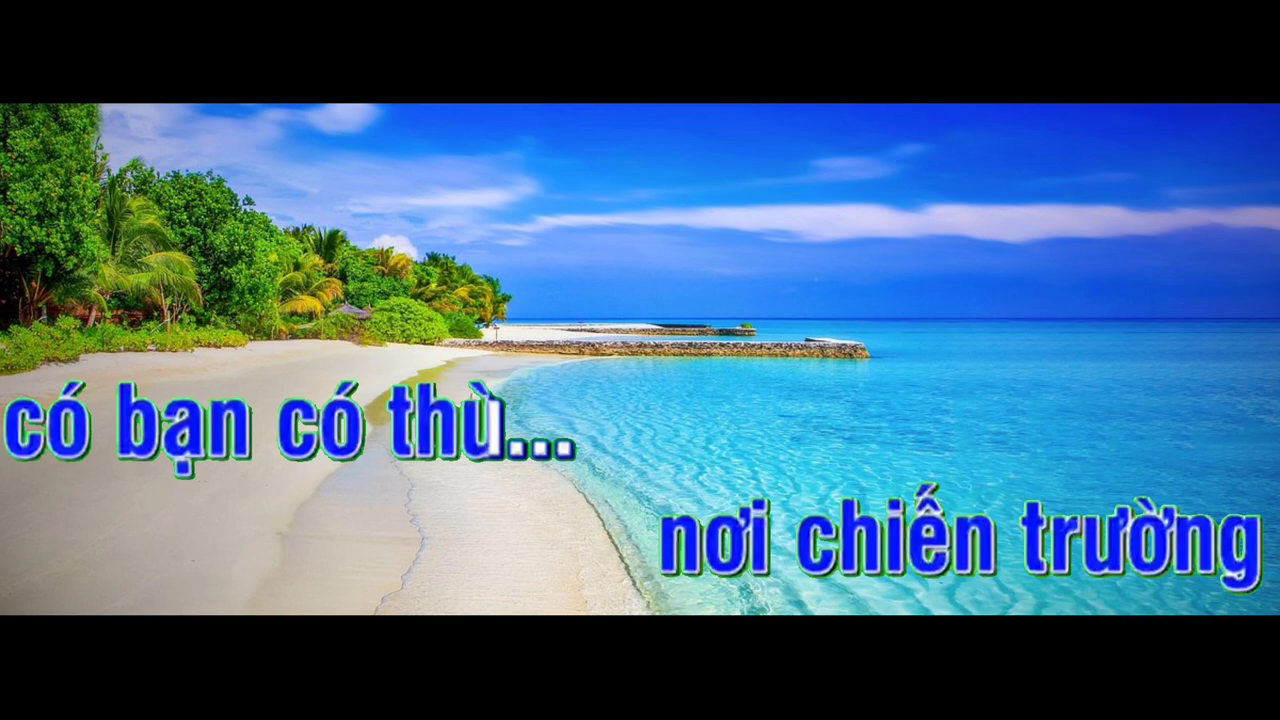 có bạn có thù...
nơi chiến trường